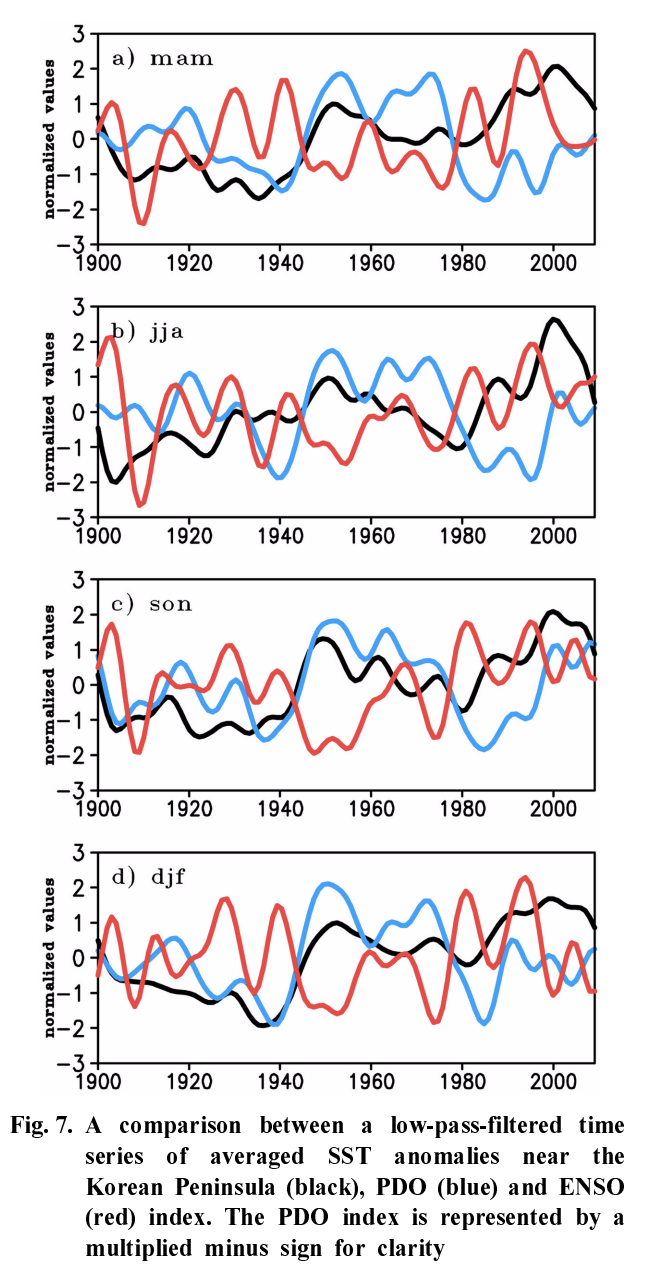 3
a) mam
2
1
0
−1
−2
−3
normalized values
1900 1920 1940 1960 1980 2000
3
b) jja
2
1
0
−1
−2
−3
normalized values
1900 1920 1940 1960 1980 2000
3
c) son
2
1
0
−1
−2
−3
normalized values
1900 1920 1940 1960 1980 2000
3
d) djf
2
1
0
−1
−2
−3
normalized values
1900 1920 1940 1960 1980 2000
Fig. 7. A comparison between a low-pass-filtered time
series of averaged SST anomalies near the
Korean Peninsula (black), PDO (blue) and ENSO
(red) index. The PDO index is represented by a
multiplied minus sign for clarity